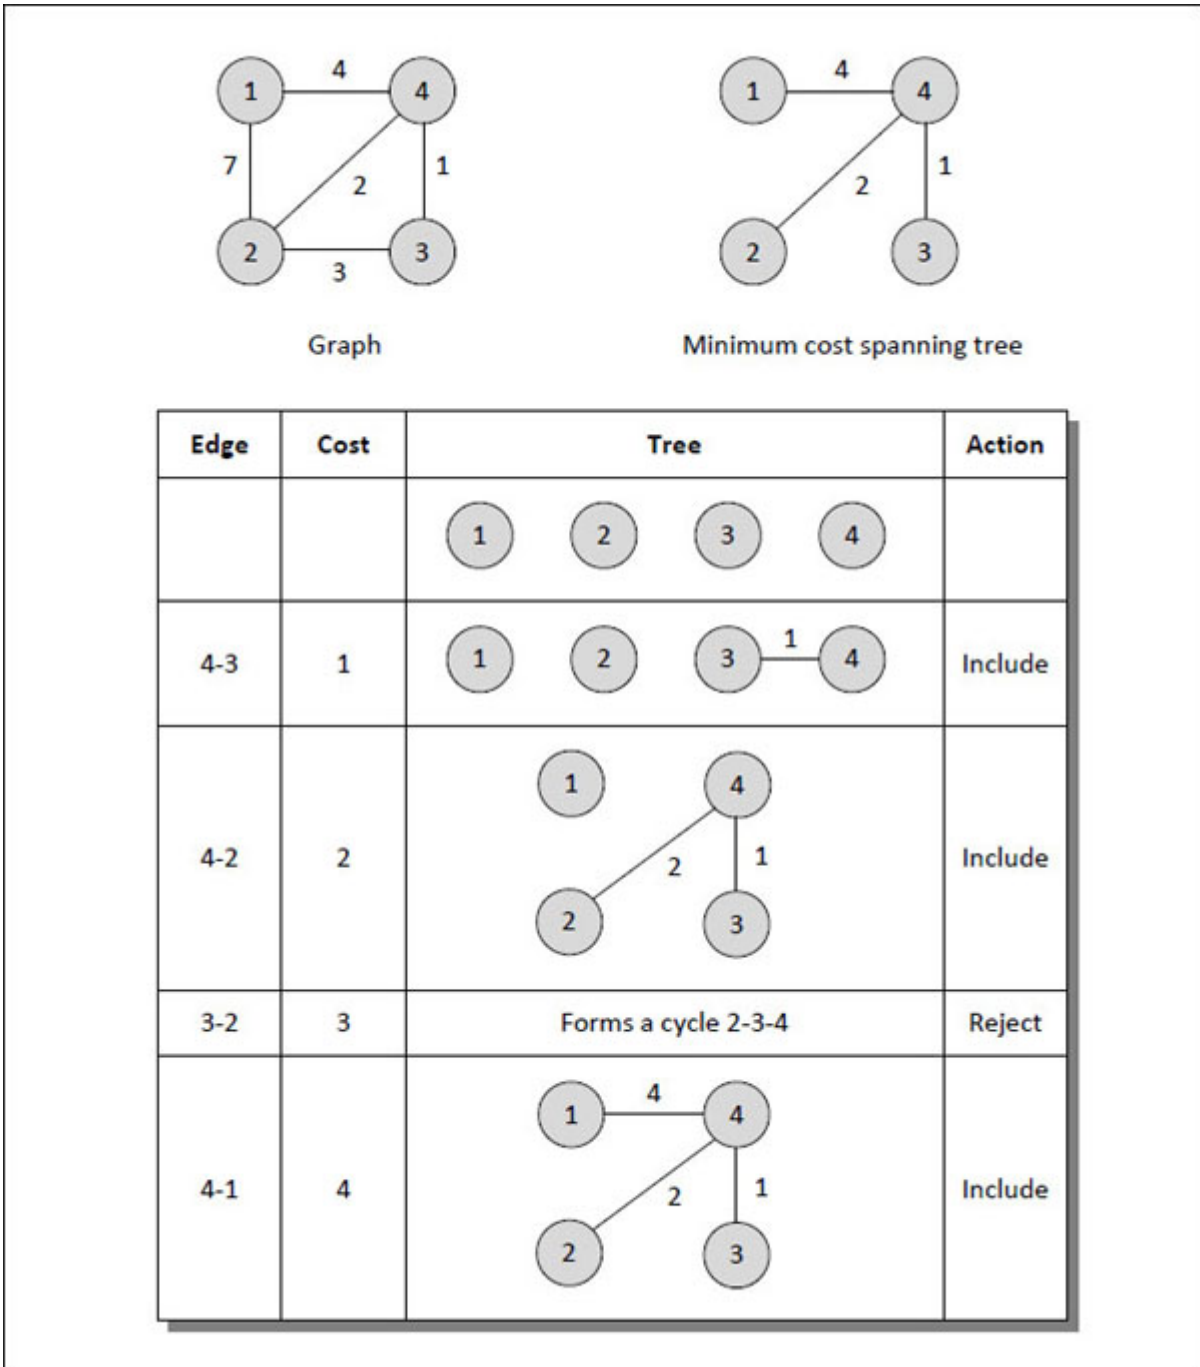 1 4 4
7 2 1
2 3 3
1 4 4
2 1
2 3
Graph
Minimum cost spanning tree
Edge Cost Tree Action
1 2 3 4
4-3 1 1 2 3 1 4 Include
1 4
4-2 2 2 1 Include
2 3
3-2 3 Forms a cycle 2-3-4 Reject
1 4 4
4-1 4 2 1 Include
2 3